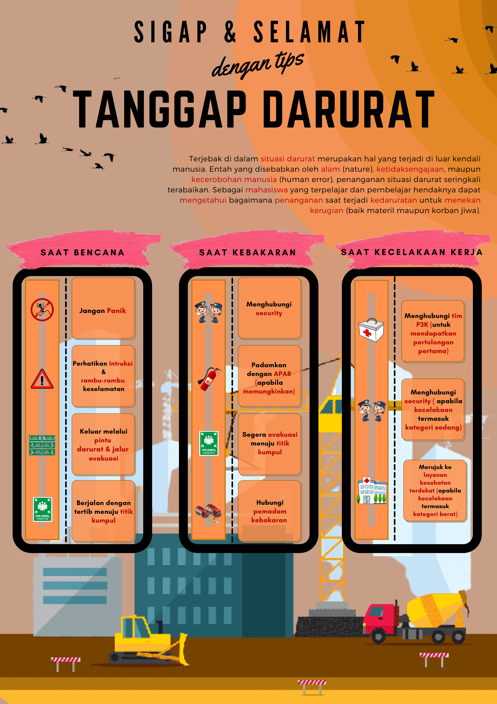 SIGAP & SELAMAT
dengan tips
TANGGAP DARURAT
Terjebak di dalam situasi darurat merupakan hal yang terjadi di luar kendali
manusia. Entah yang disebabkan oleh alam (nature), ketidaksengajaan, maupun
kecerobohan manusia (human error), penanganan situasi darurat seringkali
terabaikan. Sebagai mahasiswa yang terpelajar dan pembelajar hendaknya dapat
mengetahui bagaimana penanganan saat terjadi kedaruratan untuk menekan
kerugian (baik materil maupun korban jiwa).
SAAT BENCANA
Jangan Panik
Perhatikan Intruksi
&
rambu-rambu
keselamatan
Keluar melalui
pintu
darurat & jalur
evakuasi
Berjalan dengan
tertib menuju titik
kumpul
SAAT KEBAKARAN
Menghubungi
security
Padamkan
dengan APAR
(apabila
memungkinkan)
Segera evakuasi
menuju titik
kumpul
Hubungi
pemadam
kebakaran
SAAT KECELAKAAN KERJA
Menghubungi tim
P3K (untuk
mendapatkan
pertolongan
pertama)
Menghubungi
security ( apabila
kecelakaan
termasuk
kategori sedang)
Merujuk ke
layanan
kesehatan
terdekat (apabila
kecelakaan
termasuk
kategori berat)